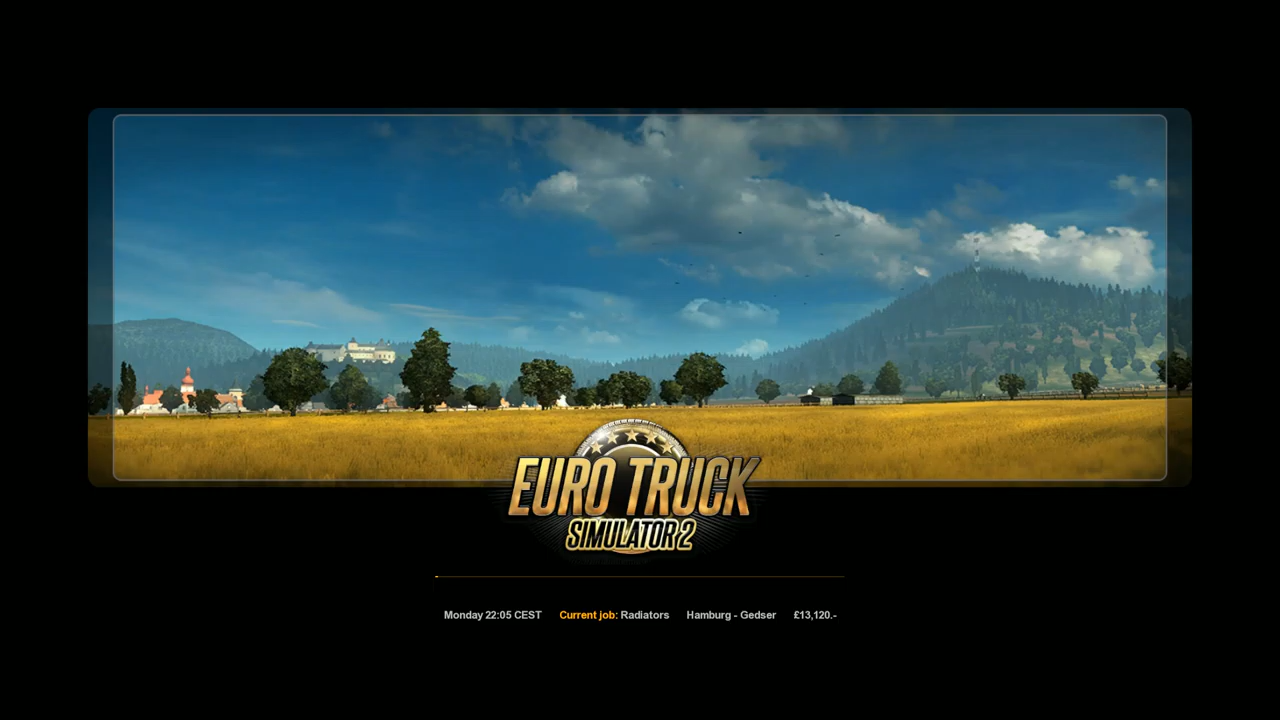 EURO TRUCK
SIMULATOR 2
Monday 22:05 CEST Current job: Radiators Hamburg - Gedser £13,120.-